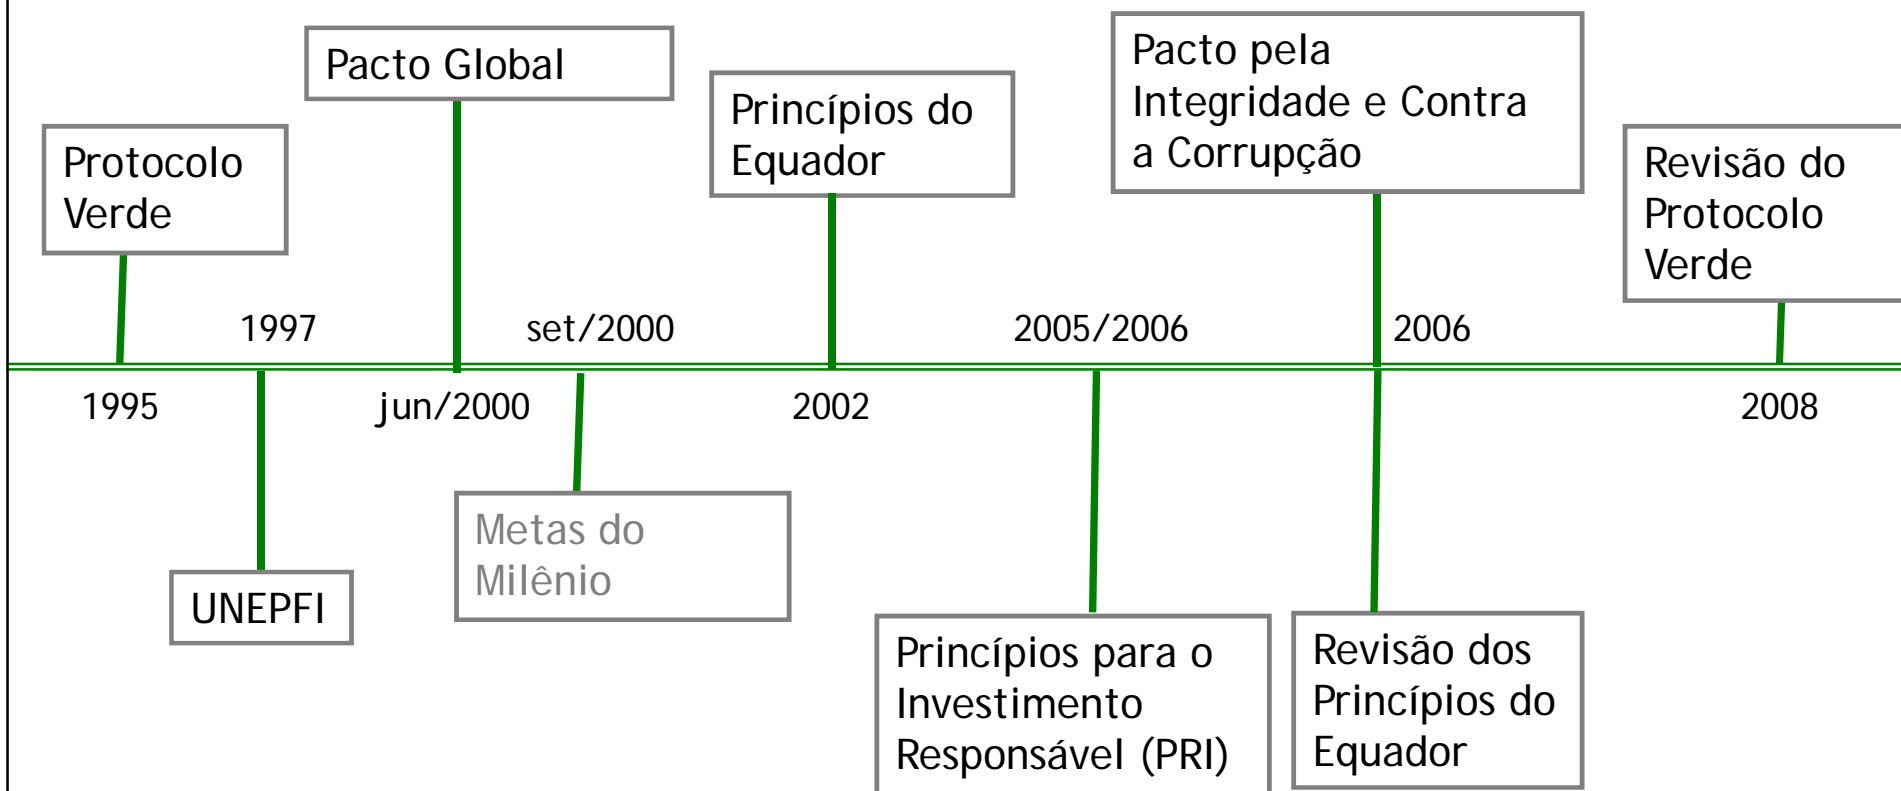 Pacto Global
Princípios do
Equador
Pacto pela
Integridade e Contra
a Corrupção
Protocolo
Verde
Revisão do
Protocolo
Verde
1997
set/2000
2005/2006
2006
1995
jun/2000
2002
2008
Metas do
Milênio
UNEPFI
Princípios para o
Investimento
Responsável (PRI)
Revisão dos
Princípios do
Equador